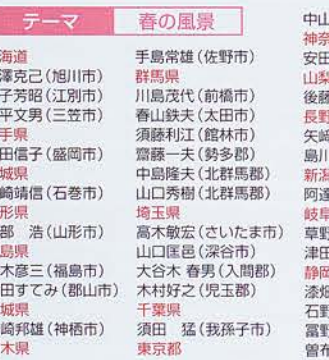 テーマ 春の風景
海道
澤克己(旭川市)
子芳昭(江別市)
平文男(三笠市)
手県
田信子(盛岡市)
城県
崎靖信(石巻市)
形県
部 浩(山形市)
島県
木彦三(福島市)
田すてみ(郡山市)
城県
崎邦雄(神栖市)
木県
手島常雄(佐野市)
群馬県
川島茂代(前橋市)
春山鉄夫(太田市)
須藤利江(館林市)
齋藤一夫(勢多郡)
中島隆夫(北群馬郡)
山口秀樹(北群馬郡)
埼玉県
高木敏宏(さいたま市)
山口匡邑(深谷市)
大谷木 春男(入間郡)
木村好之(児玉郡)
千葉県
須田 猛(我孫子市)
東京都
中山
神奈
安田
山梨
後藤
長野
矢崎
島川
新潟
阿達
岐阜
草野
津田
静岡
漆畑
石野
冨野
曽布